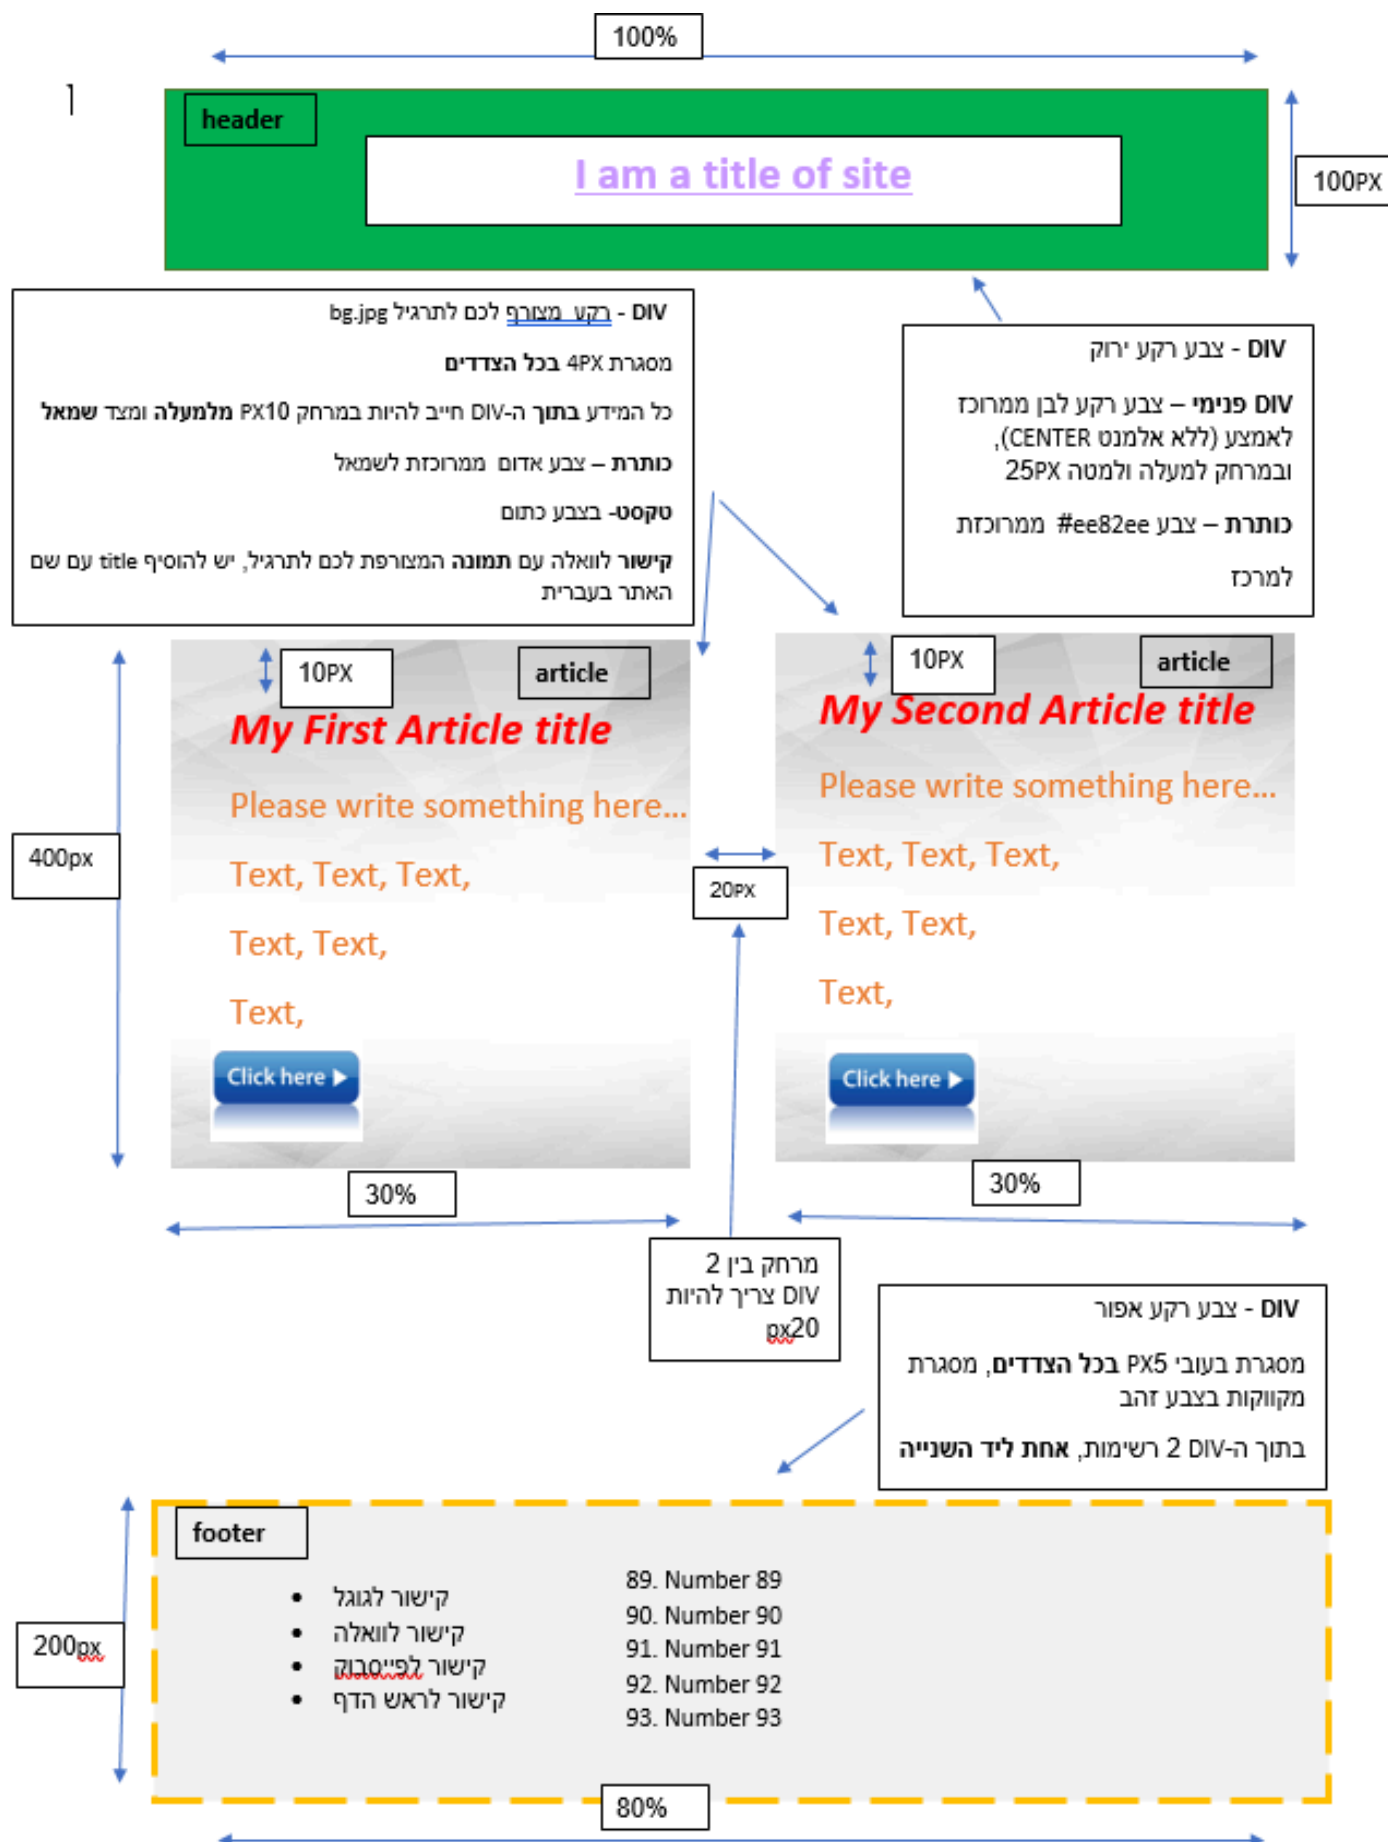 100%
1
header
I am a title of site
100PX
DIV - רקע מצורף לכם לתרגיל bg.jpg
מסגרת 4PX בכל הצדדים
כל המידע בתוך ה-DIV חייב להיות במרחק PX10 מלמעלה ומצד שמאל
כותרת – צבע אדום ממרוכזת לשמאל
טקסט- בצבע כתום
קישור לוואלה עם תמונה המצורפת לכם לתרגיל, יש להוסיף title עם שם
האתר בעברית
DIV - צבע רקע ירוק
DIV פנימי – צבע רקע לבן ממרוכז
לאמצע (ללא אלמנט CENTER),
ובמרחק למעלה ולמטה 25PX
כותרת – צבע #ee82ee ממרוכזת
למרכז
10PX
article
My First Article title
Please write something here...
Text, Text, Text,
Text, Text,
Text,
Click here
400px
30%
20PX
10PX
article
My Second Article title
Please write something here...
Text, Text, Text,
Text, Text,
Text,
Click here
30%
מרחק בין 2
DIV צריך להיות
px20
DIV - צבע רקע אפור
מסגרת בעובי PX5 בכל הצדדים, מסגרת
מקווקות בצבע זהב
בתוך ה-DIV 2 רשימות, אחת ליד השנייה
footer
• קישור לגוגל
• קישור לוואלה
• קישור לפייסבוק
• קישור לראש הדף
89. Number 89
90. Number 90
91. Number 91
92. Number 92
93. Number 93
200px
80%